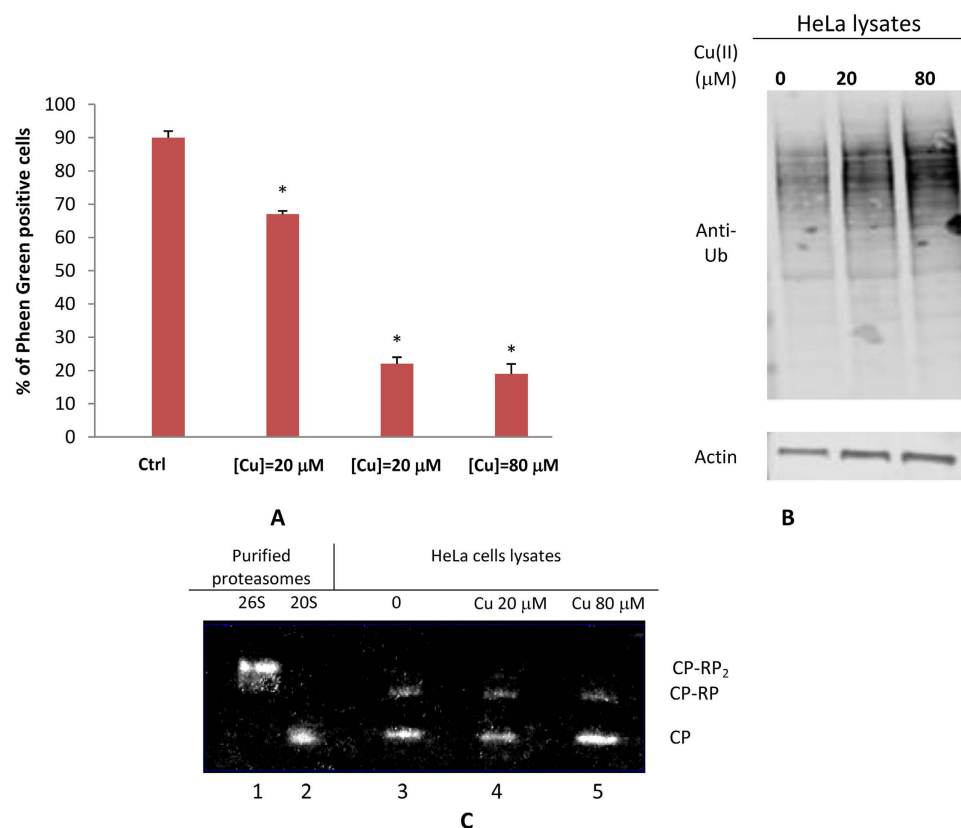 100
90
80
70
60
50
40
30
20
10
0
% of Pheen Green positive cells
*
*
*
Ctrl
[Cu]=20 μM
[Cu]=20 μM
[Cu]=80 μM
A
HeLa lysates
Cu(II)
(μM)
0
20
80
Anti-
Ub
Actin
B
Purified
proteasomes
HeLa cells lysates
26S
20S
0
Cu 20 μM
Cu 80 μM
CP-RP₂
CP-RP
CP
1
2
3
4
5
C